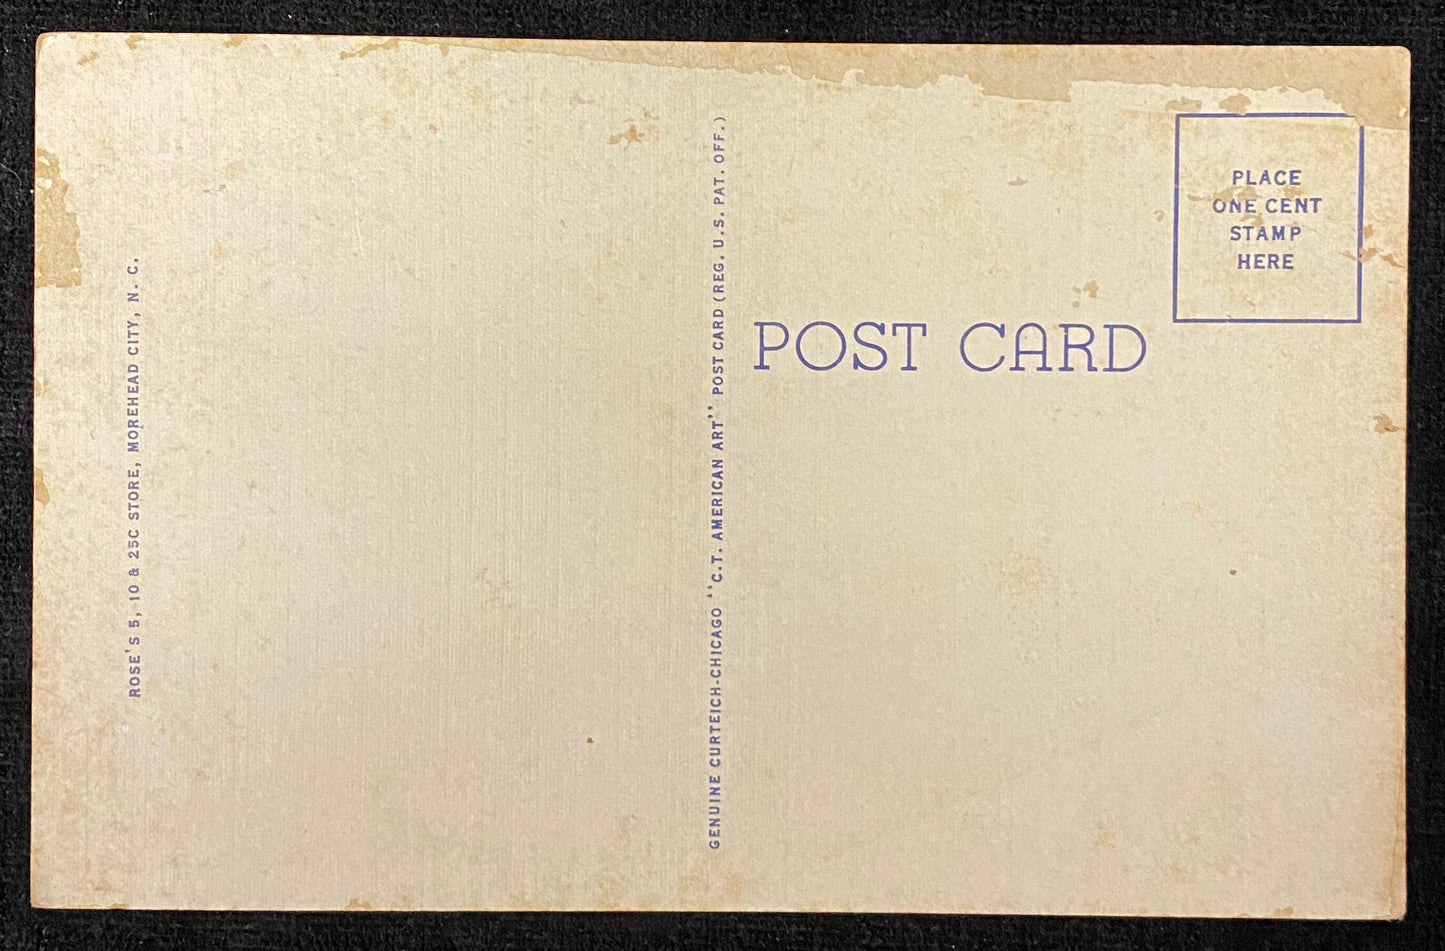 ROSE'S 5, 10 & 25C STORE, MOREHEAD CITY, N. C.
GENUINE CURTEICH-CHICAGO "C.T. AMERICAN ART" POST CARD (REG. U.S. PAT. OFF.)
POST CARD
PLACE
ONE CENT
STAMP
HERE